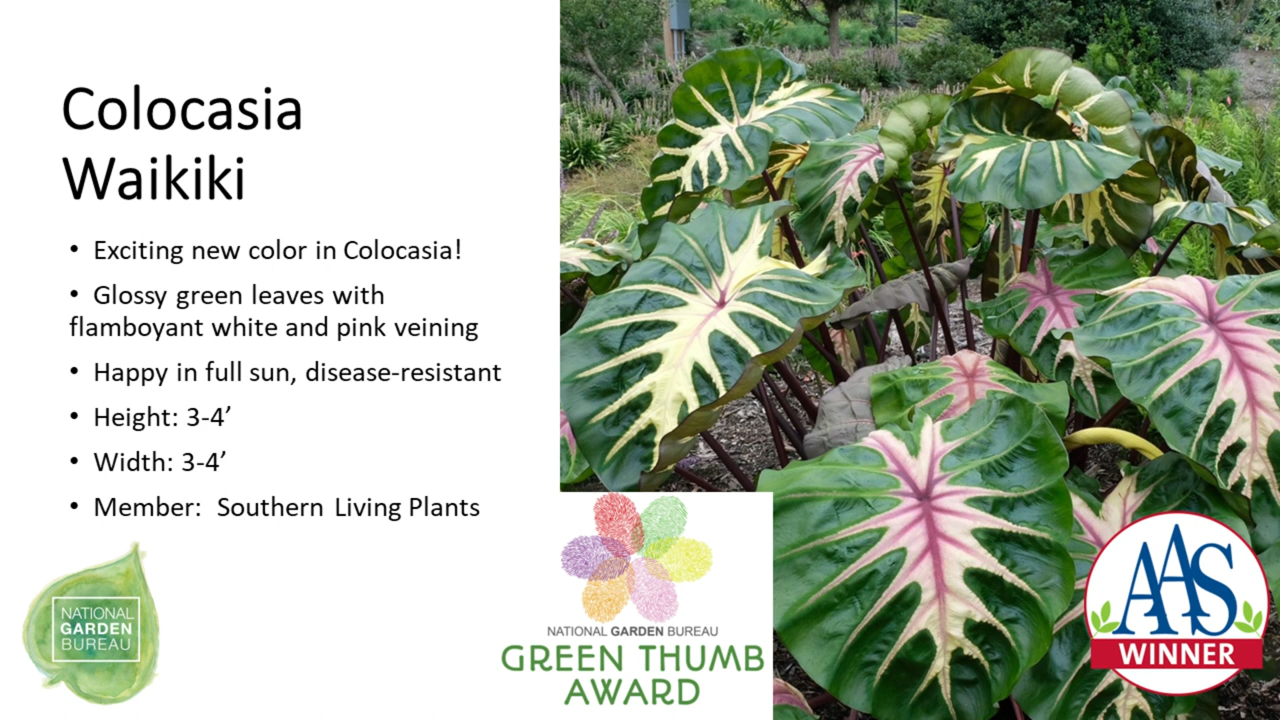 Colocasia
Waikiki
• Exciting new color in Colocasia!
• Glossy green leaves with
flamboyant white and pink veining
• Happy in full sun, disease-resistant
• Height: 3-4’
• Width: 3-4’
• Member: Southern Living Plants
NATIONAL
GARDEN
BUREAU
NATIONAL GARDEN BUREAU
GREEN THUMB
AWARD
AAS
WINNER